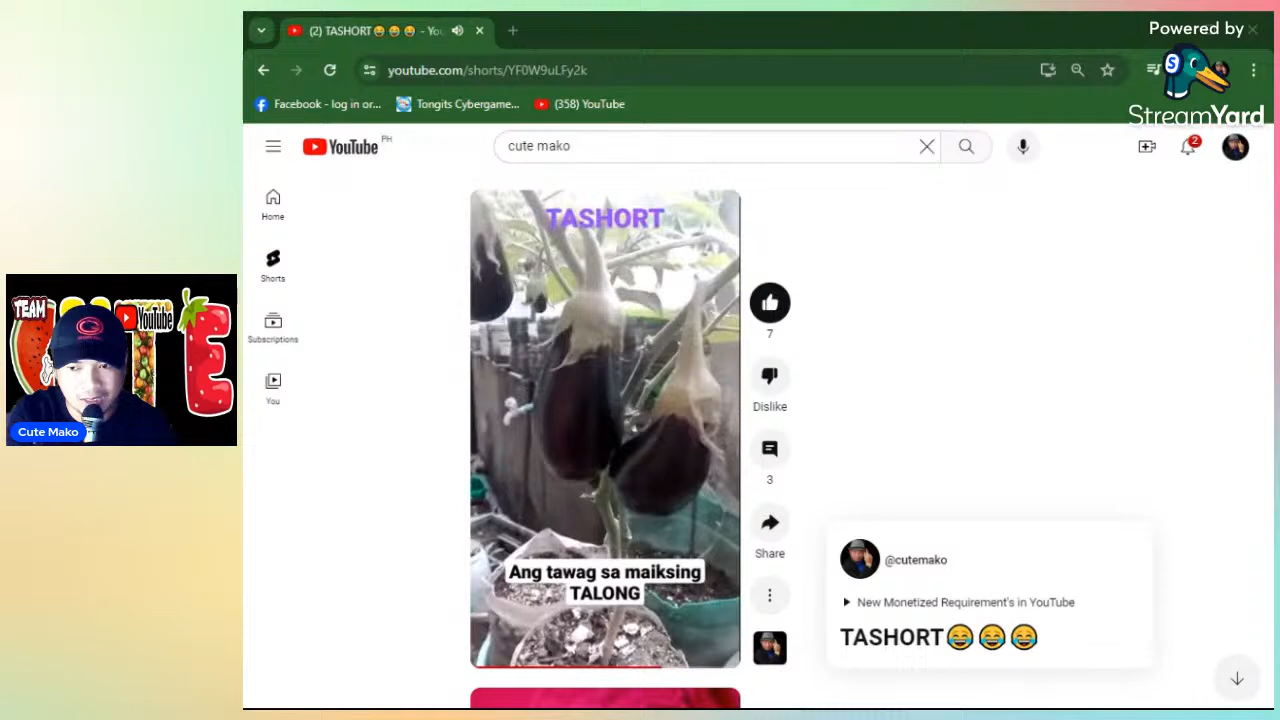 (2) TASHORT😂😂😂 - You
Powered by
youtube.com/shorts/YF0W9uLFy2k
StreamYard
Facebook - log in or...
Tongits Cybergame...
(358) YouTube
YouTube PH
cute mako
2
Home
Shorts
Subscriptions
You
TASHORT
7
Dislike
3
Share
Ang tawag sa maiksing
TALONG
@cutemako
New Monetized Requirement's in YouTube
TASHORT😂😂😂
TEAM
YouTube
E
Cute Mako